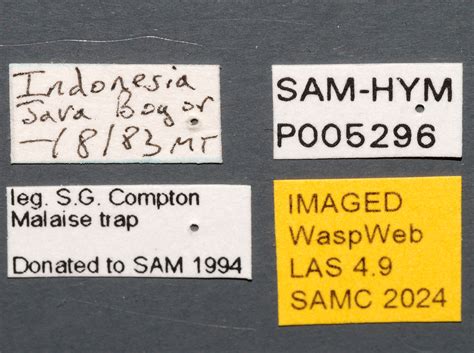 Indonesia
Java Bogor
-/8/83 MT
SAM-HYM
P005296
leg. S.G. Compton
Malaise trap
Donated to SAM 1994
IMAGED
WaspWeb
LAS 4.9
SAMC 2024